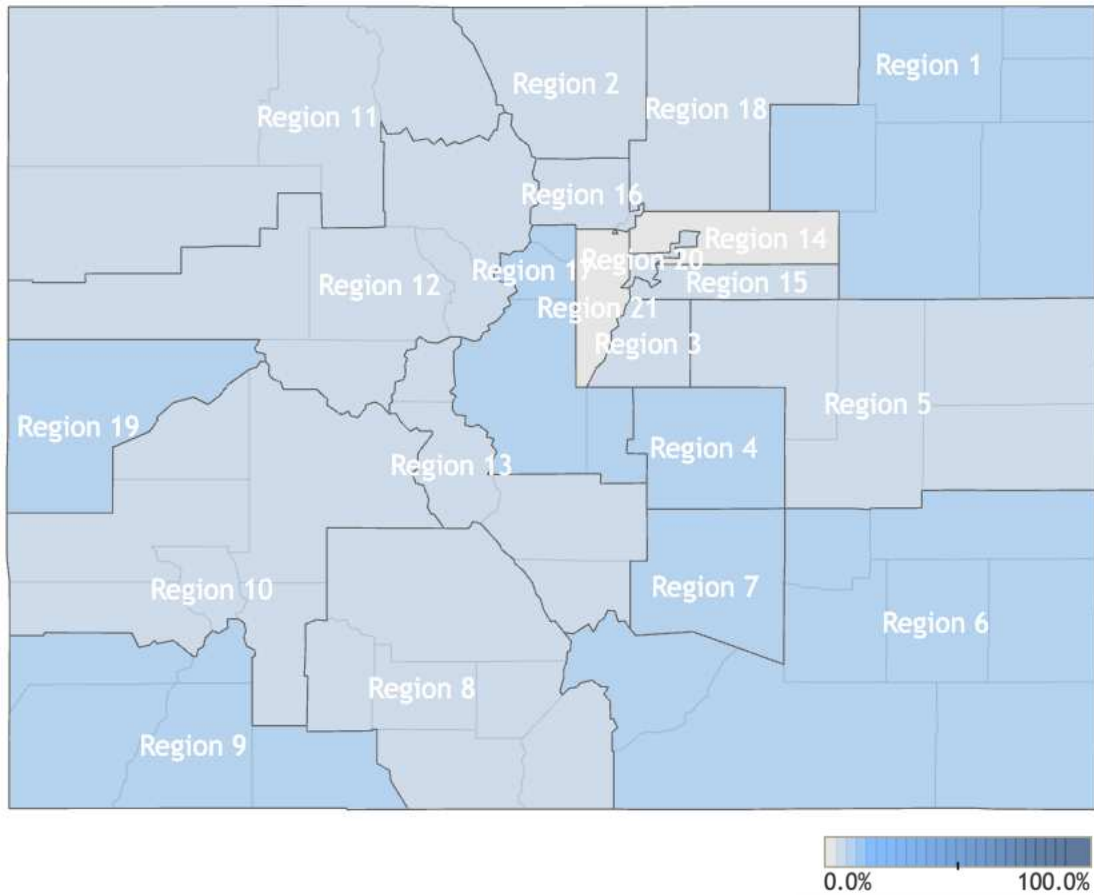 Region 1
Region 2
Region 18
Region 11
Region 16
Region 14
Region 20
Region 17
Region 15
Region 12
Region 21
Region 3
Region 5
Region 19
Region 4
Region 13
Region 10
Region 7
Region 6
Region 8
Region 9
0.0%
100.0%